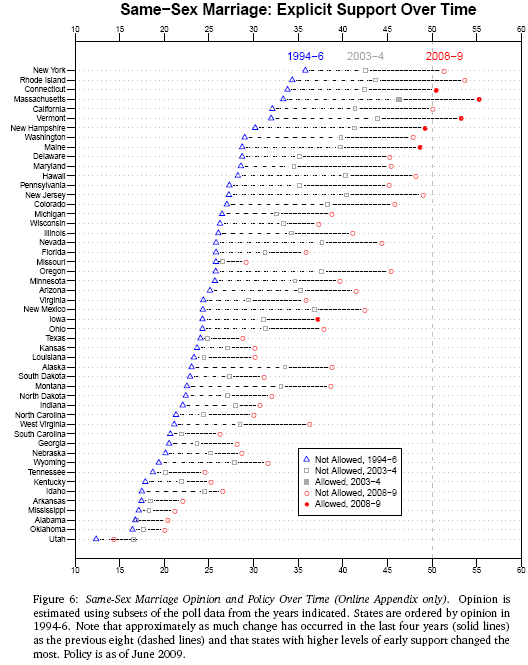 Same−Sex Marriage: Explicit Support Over Time
10 15 20 25 30 35 40 45 50 55 60
1994−6 2003−4 2008−9
New York
Rhode Island
Connecticut
Massachusetts
California
Vermont
New Hampshire
Washington
Maine
Delaware
Maryland
Hawaii
Pennsylvania
New Jersey
Colorado
Michigan
Wisconsin
Illinois
Nevada
Florida
Missouri
Oregon
Minnesota
Arizona
Virginia
New Mexico
Iowa
Ohio
Texas
Kansas
Louisiana
Alaska
South Dakota
Montana
North Dakota
Indiana
North Carolina
West Virginia
South Carolina
Georgia
Nebraska
Wyoming
Tennessee
Kentucky
Idaho
Arkansas
Mississippi
Alabama
Oklahoma
Utah
Not Allowed, 1994−6
Not Allowed, 2003−4
Allowed, 2003−4
Not Allowed, 2008−9
Allowed, 2008−9
10 15 20 25 30 35 40 45 50 55 60
Figure 6: Same-Sex Marriage Opinion and Policy Over Time (Online Appendix only). Opinion is
estimated using subsets of the poll data from the years indicated. States are ordered by opinion in
1994-6. Note that approximately as much change has occurred in the last four years (solid lines)
as the previous eight (dashed lines) and that states with higher levels of early support changed the
most. Policy is as of June 2009.